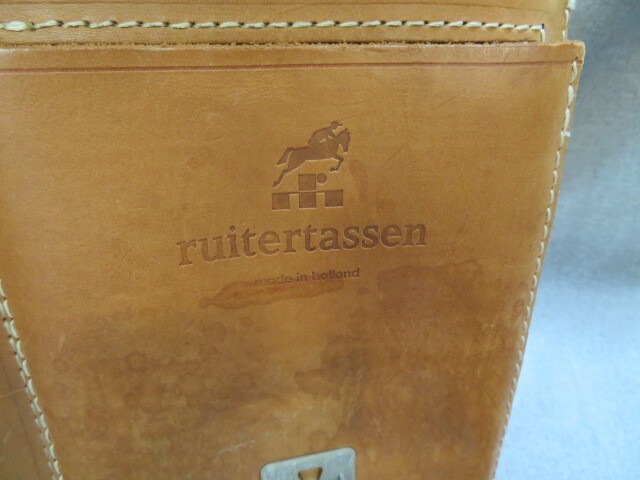 ruitertassen
made in holland